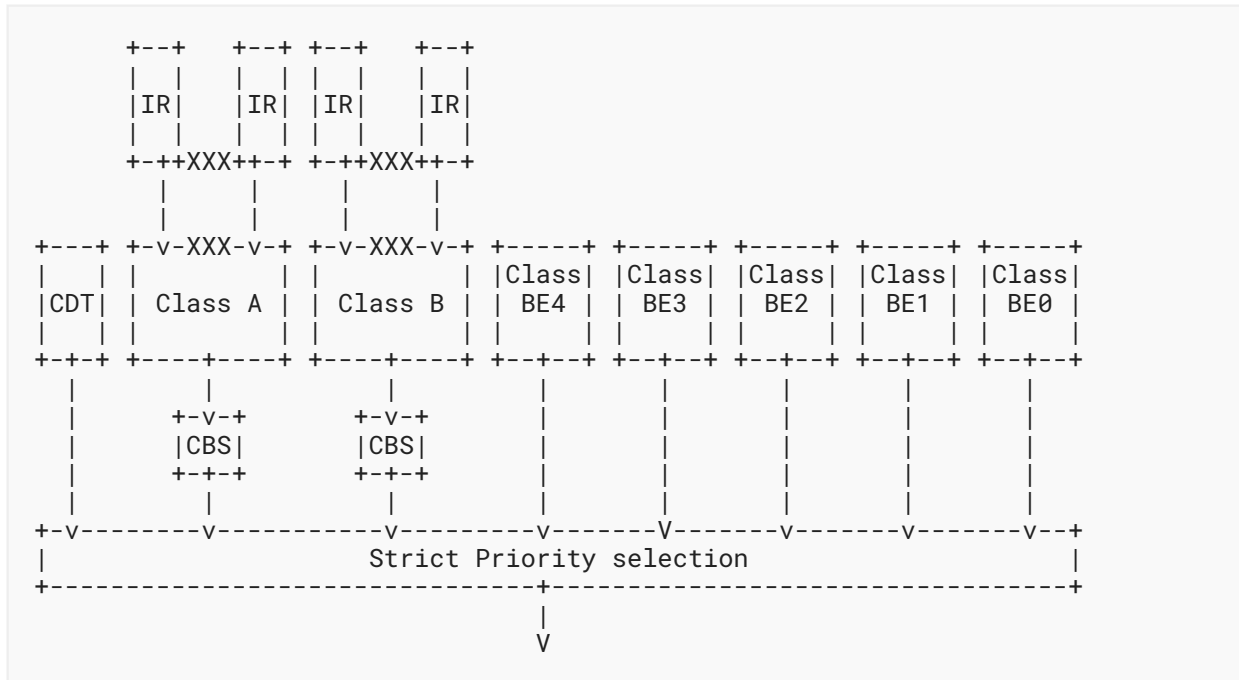 IR IR IR IR
XXX XXX
v XXX v v XXX v
Class Class Class Class Class
CDT Class A Class B BE4 BE3 BE2 BE1 BE0
v v
CBS CBS
v v v v V v v v
Strict Priority selection
V